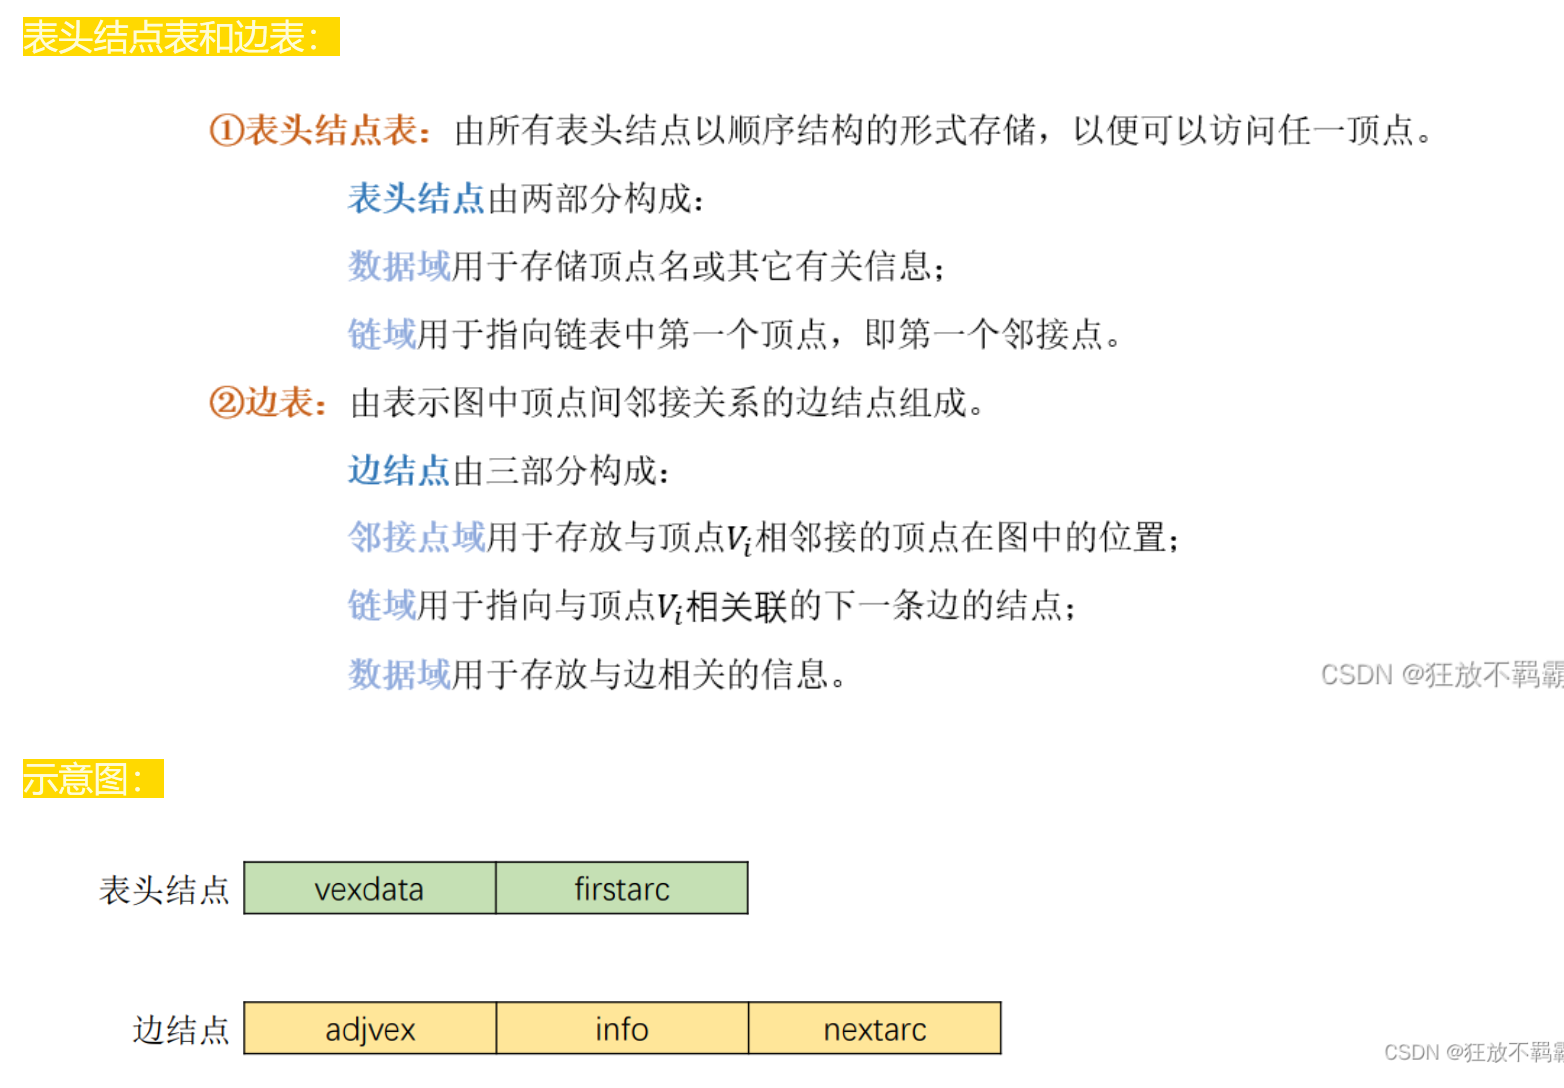 表头结点表和边表：
①表头结点表：由所有表头结点以顺序结构的形式存储，以便可以访问任一顶点。
表头结点由两部分构成：
数据域用于存储顶点名或其它有关信息；
链域用于指向链表中第一个顶点，即第一个邻接点。
②边表：由表示图中顶点间邻接关系的边结点组成。
边结点由三部分构成：
邻接点域用于存放与顶点Vi相邻接的顶点在图中的位置；
链域用于指向与顶点Vi相关联的下一条边的结点；
数据域用于存放与边相关的信息。
CSDN @狂放不羁霸
示意图：
表头结点 vexdata firstarc
边结点 adjvex info nextarc
CSDN @狂放不羁霸